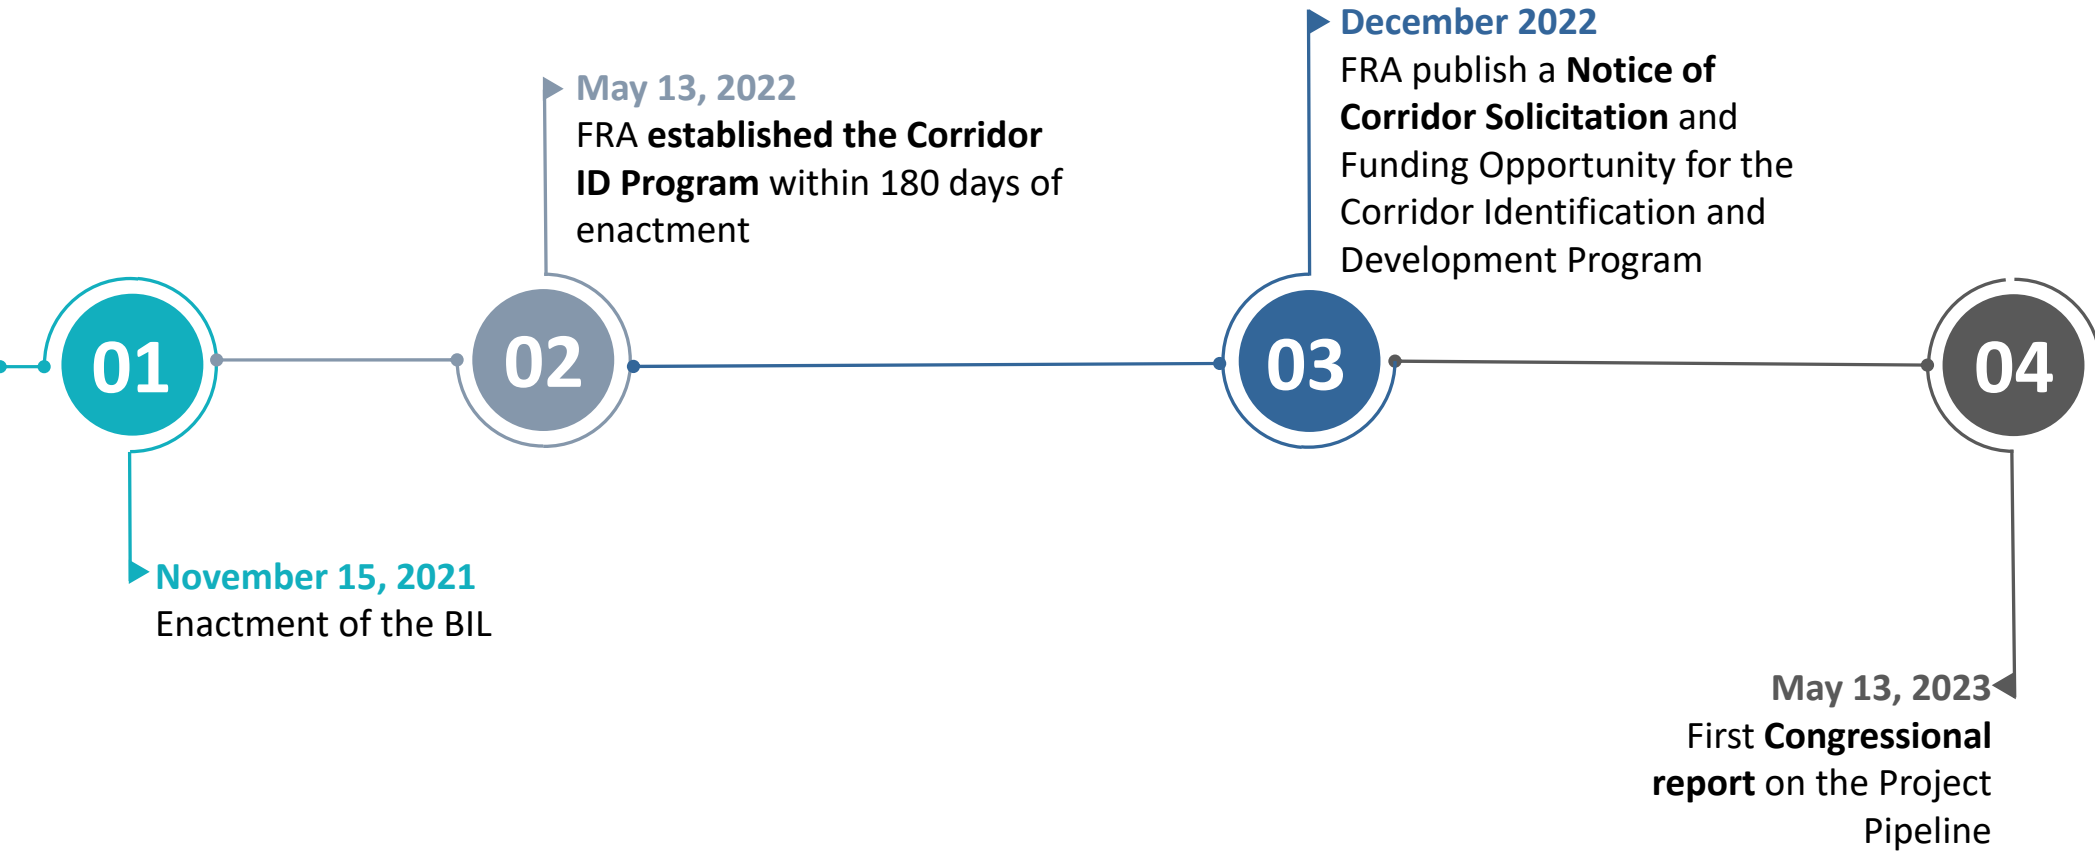 01
November 15, 2021
Enactment of the BIL
02
May 13, 2022
FRA established the Corridor
ID Program within 180 days of
enactment
03
December 2022
FRA publish a Notice of
Corridor Solicitation and
Funding Opportunity for the
Corridor Identification and
Development Program
04
May 13, 2023
First Congressional
report on the Project
Pipeline